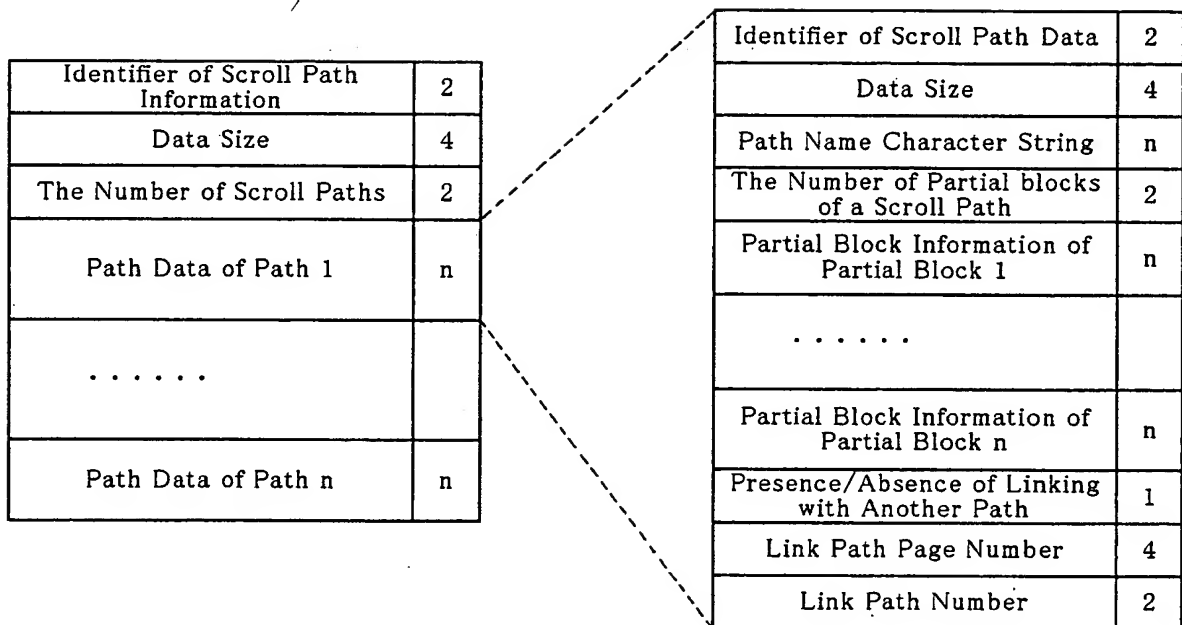 Identifier of Scroll Path
Information
2
Data Size
4
The Number of Scroll Paths
2
Path Data of Path 1
n
......
Path Data of Path n
n
Identifier of Scroll Path Data
2
Data Size
4
Path Name Character String
n
The Number of Partial blocks
of a Scroll Path
2
Partial Block Information of
Partial Block 1
n
......
Partial Block Information of
Partial Block n
n
Presence/Absence of Linking
with Another Path
1
Link Path Page Number
4
Link Path Number
2